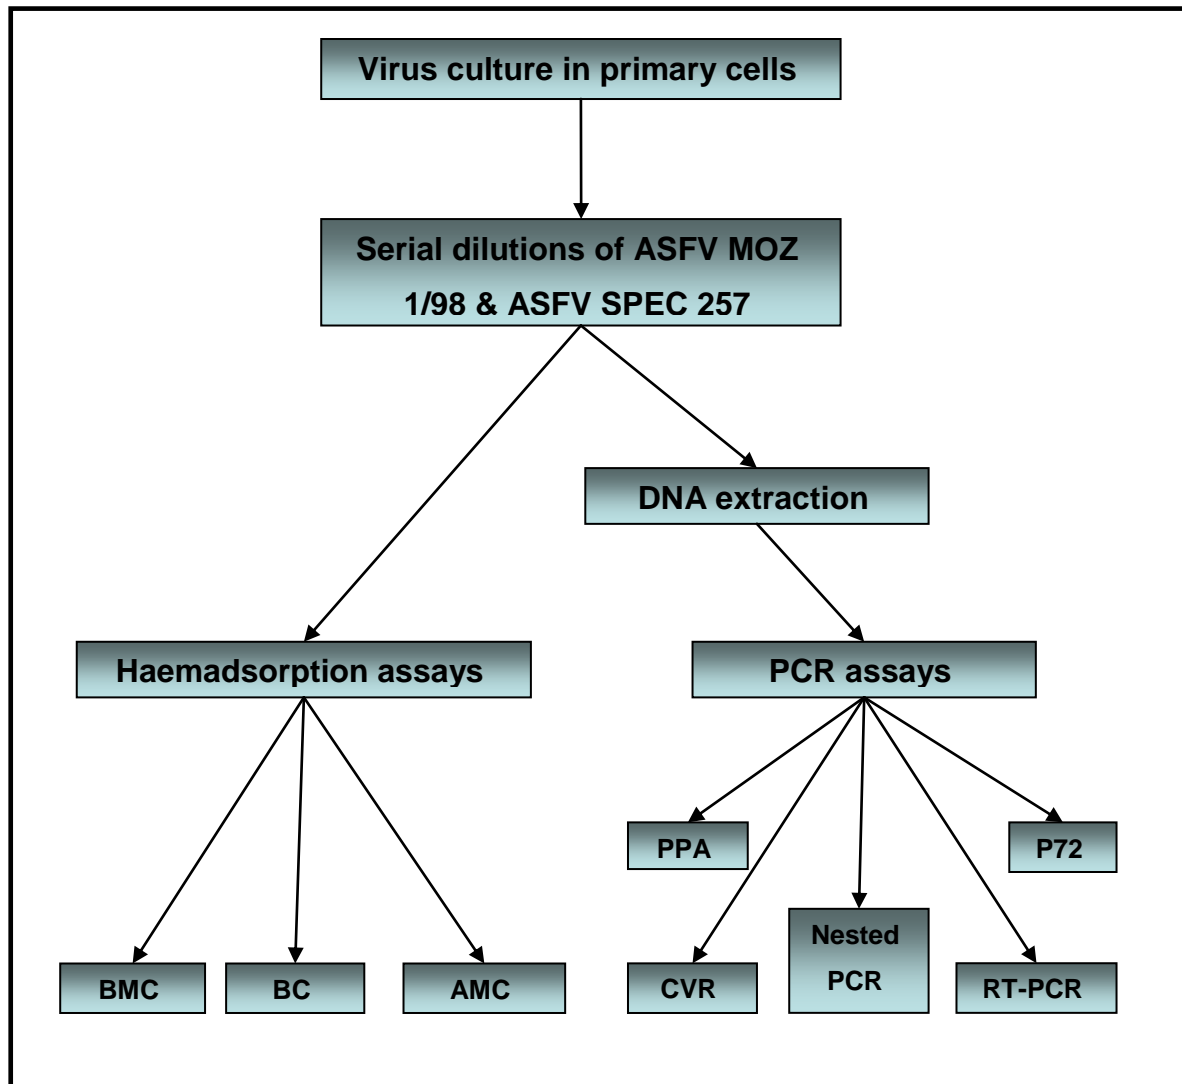 Virus culture in primary cells
Serial dilutions of ASFV MOZ
1/98 & ASFV SPEC 257
DNA extraction
Haemadsorption assays
PCR assays
PPA
P72
Nested
PCR
BMC
BC
AMC
CVR
RT-PCR